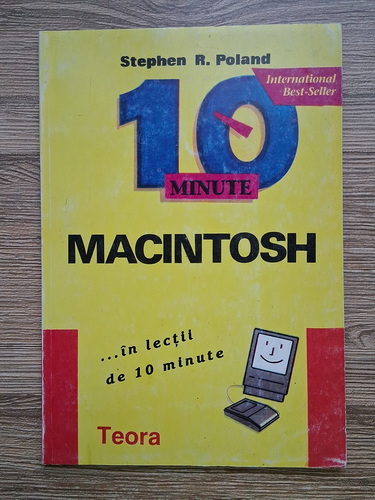 Stephen R. Poland
International
Best-Seller
10
MINUTE
MACINTOSH
...în lecții
de 10 minute
Teora